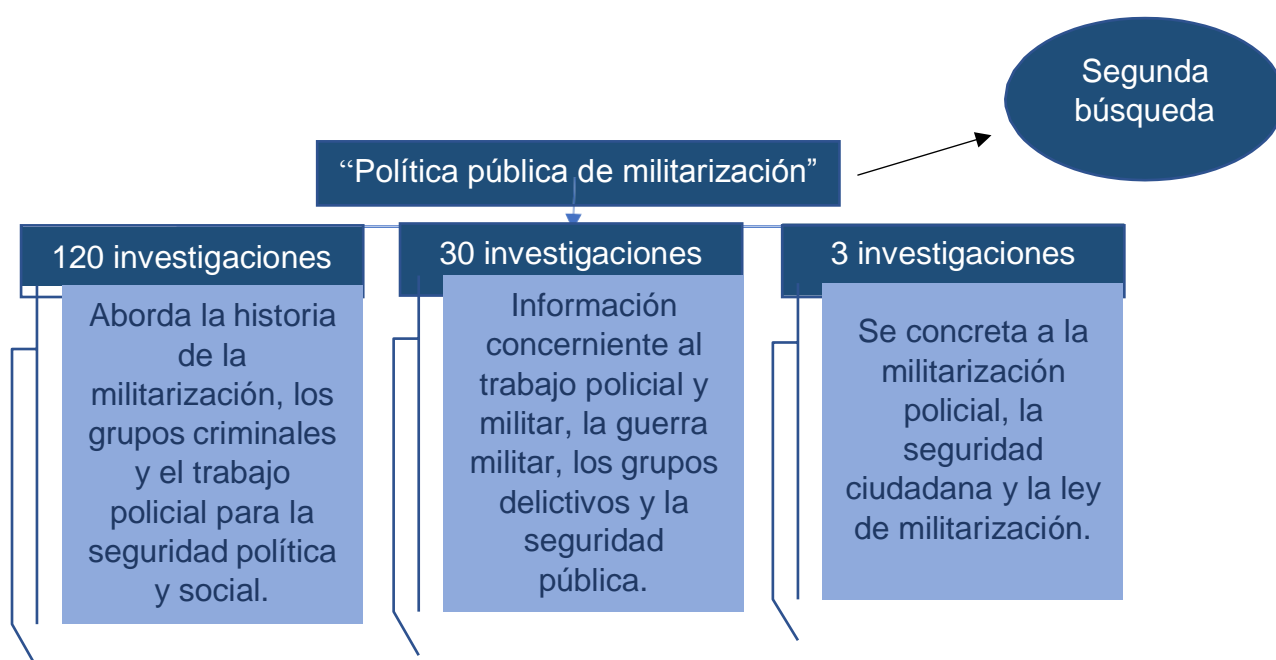 Segunda
búsqueda
“Política pública de militarización”
120 investigaciones
Aborda la historia
de la
militarización, los
grupos criminales
y el trabajo
policial para la
seguridad política
y social.
30 investigaciones
Información
concerniente al
trabajo policial y
militar, la guerra
militar, los grupos
delictivos y la
seguridad
pública.
3 investigaciones
Se concreta a la
militarización
policial, la
seguridad
ciudadana y la ley
de militarización.